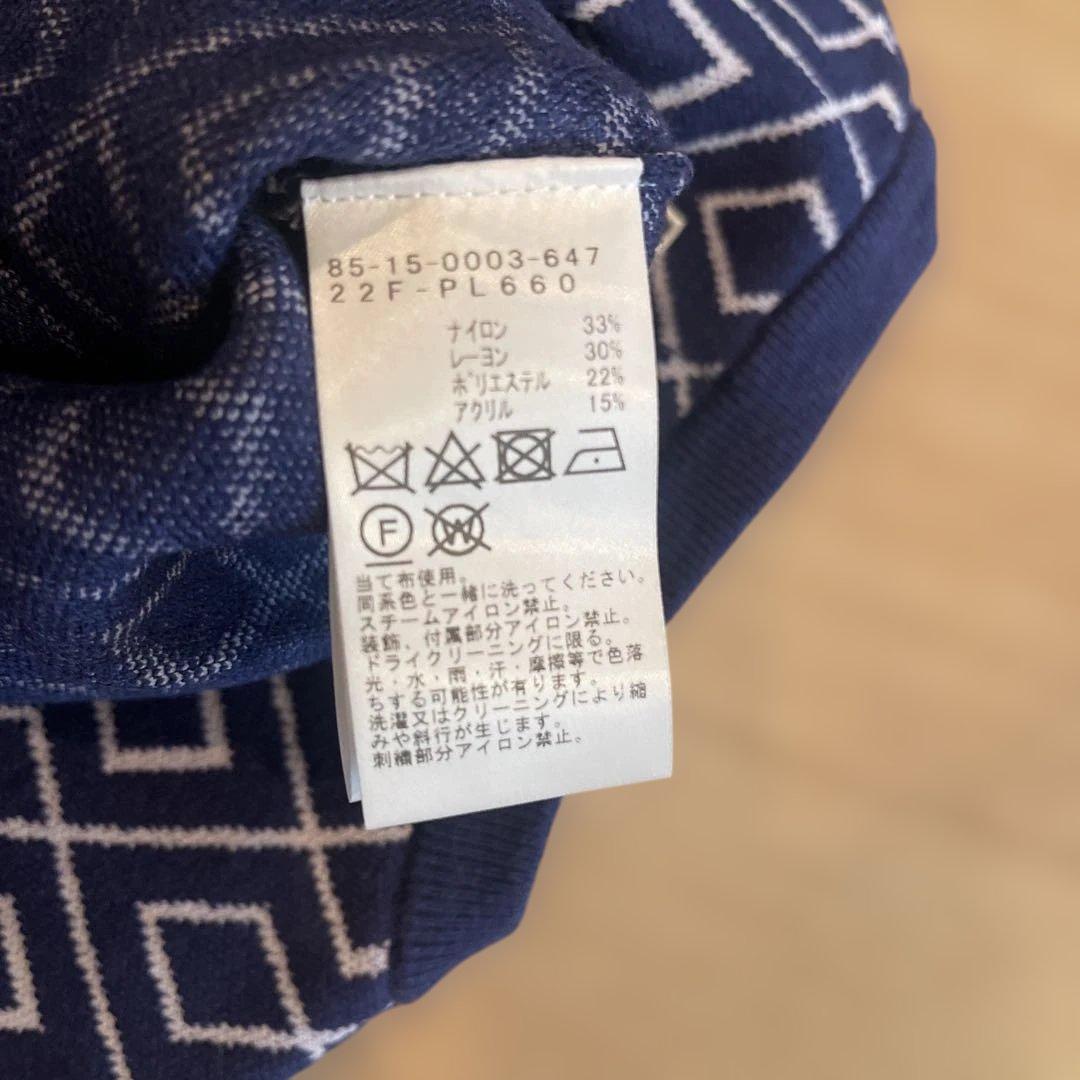 85-15-0003-647
22F-PL660
ナイロン 33%
レーヨン 30%
ポリエステル 22%
アクリル 15%
F W
当て布使用。
同系色と一緒に洗ってください。
スチームアイロン禁止。
装飾、付属部分アイロン禁止。
ドライクリーニングに限る。
光・水・雨・汗・摩擦等で色落
ちする可能性が有ります。
洗濯又はクリーニングにより縮
みや斜行が生じます。
刺繍部分アイロン禁止。